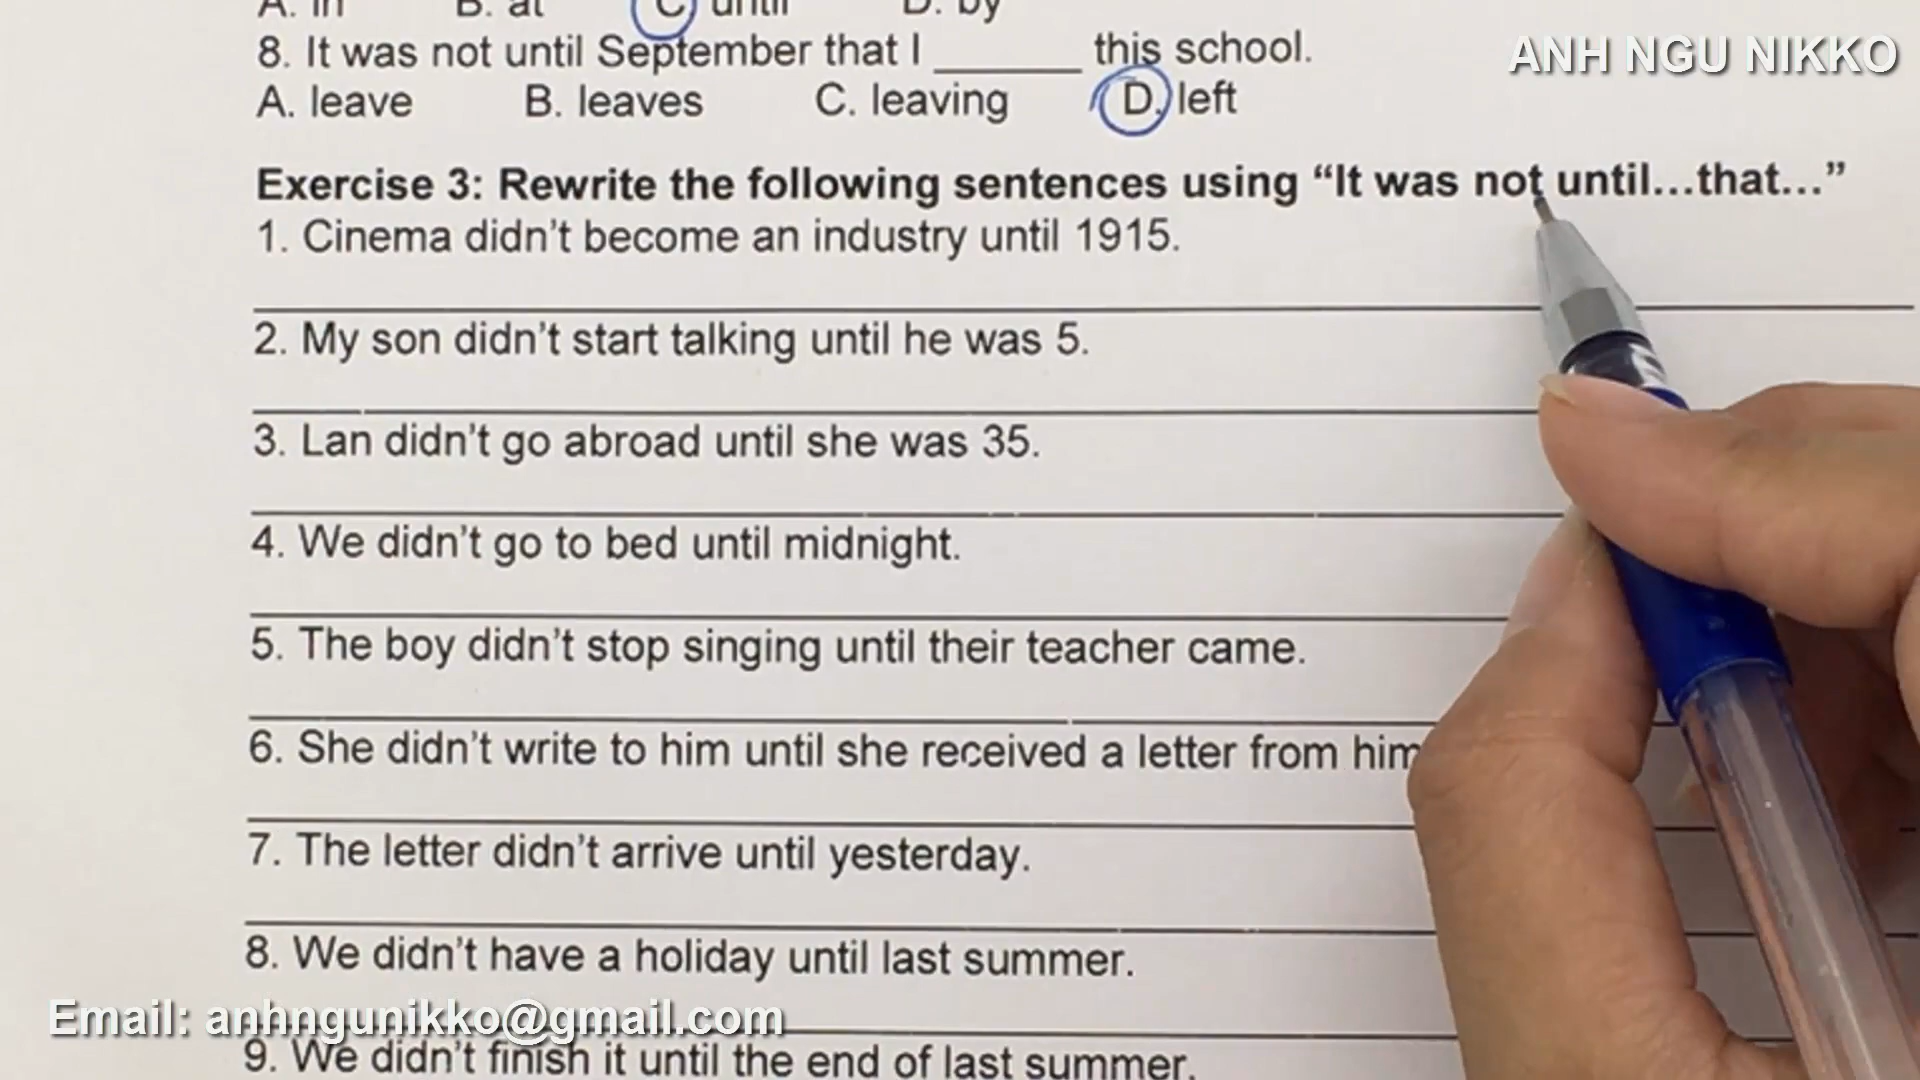 A. in B. at C. until D. by
8. It was not until September that I ______ this school.
ANH NGU NIKKO
A. leave B. leaves C. leaving D. left
Exercise 3: Rewrite the following sentences using “It was not until...that...”
1. Cinema didn’t become an industry until 1915.
2. My son didn’t start talking until he was 5.
3. Lan didn’t go abroad until she was 35.
4. We didn’t go to bed until midnight.
5. The boy didn’t stop singing until their teacher came.
6. She didn’t write to him until she received a letter from him
7. The letter didn’t arrive until yesterday.
8. We didn’t have a holiday until last summer.
Email: anhngunikko@gmail.com
9. We didn’t finish it until the end of last summer.